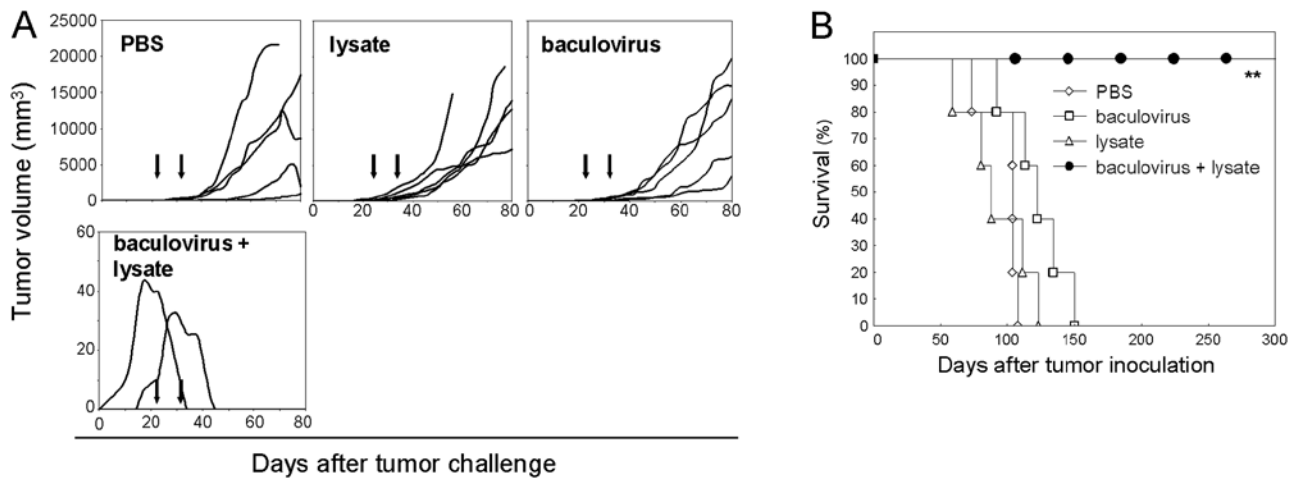 A
PBS
lysate
baculovirus
25000
20000
15000
10000
5000
0
0 20 40 60 80
0 20 40 60 80
baculovirus +
lysate
60
40
20
0
0 20 40 60 80
Tumor volume (mm³)
Days after tumor challenge
B
100
90
80
70
60
50
40
30
20
10
0
**
PBS
baculovirus
lysate
baculovirus + lysate
0 50 100 150 200 250 300
Survival (%)
Days after tumor inoculation